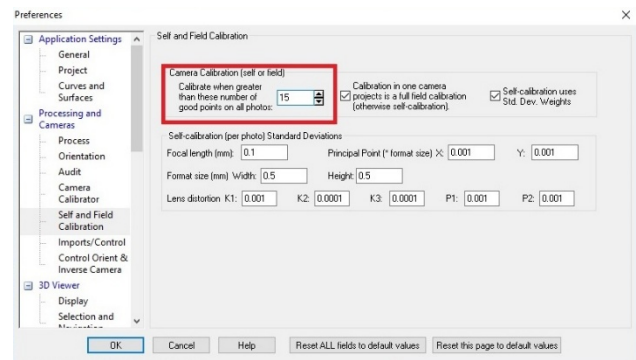 Preferences
Application Settings
General
Project
Curves and
Surfaces
Processing and
Cameras
Process
Orientation
Audit
Camera
Calibrator
Self and Field
Calibration
Imports/Control
Control Orient &
Inverse Camera
3D Viewer
Display
Selection and
Self and Field Calibration
Camera Calibration (self or field)
Calibrate when greater
than these number of
good points on all photos: 15
Calibration in one camera
projects is a full field calibration
(otherwise self-calibration).
Self-calibration uses
Std. Dev. Weights
Self-calibration (per photo) Standard Deviations
Focal length (mm): 0.1 Principal Point (* format size) X: 0.001 Y: 0.001
Format size (mm) Width: 0.5 Height: 0.5
Lens distortion K1: 0.001 K2: 0.0001 K3: 0.0001 P1: 0.001 P2: 0.001
OK Cancel Help Reset ALL fields to default values Reset this page to default values